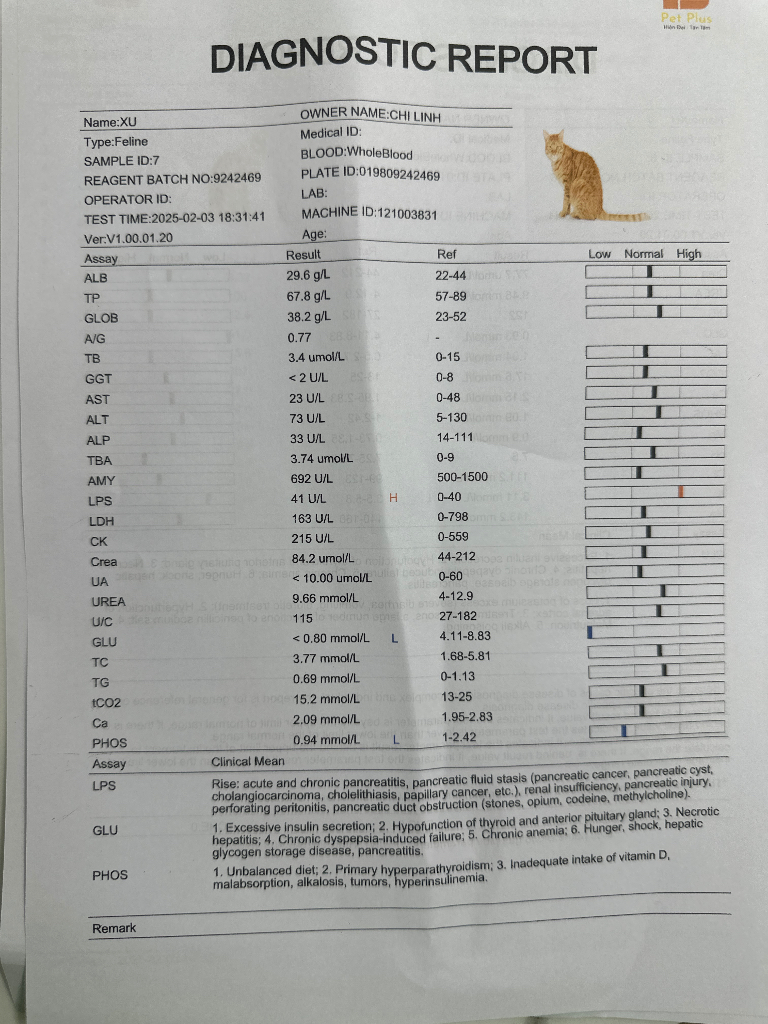 Pet Plus
Hiện Đại - Tận Tâm
DIAGNOSTIC REPORT
Name:XU OWNER NAME:CHI LINH
Type:Feline Medical ID:
SAMPLE ID:7 BLOOD:WholeBlood
REAGENT BATCH NO:9242469 PLATE ID:019809242469
OPERATOR ID: LAB:
TEST TIME:2025-02-03 18:31:41 MACHINE ID:121003831
Ver:V1.00.01.20 Age:
Assay Result Ref Low Normal High
ALB 29.6 g/L 22-44
TP 67.8 g/L 57-89
GLOB 38.2 g/L 23-52
A/G 0.77 -
TB 3.4 umol/L 0-15
GGT < 2 U/L 0-8
AST 23 U/L 0-48
ALT 73 U/L 5-130
ALP 33 U/L 14-111
TBA 3.74 umol/L 0-9
AMY 692 U/L 500-1500
LPS 41 U/L H 0-40
LDH 163 U/L 0-798
CK 215 U/L 0-559
Crea 84.2 umol/L 44-212
UA < 10.00 umol/L 0-60
UREA 9.66 mmol/L 4-12.9
U/C 115 27-182
GLU < 0.80 mmol/L L 4.11-8.83
TC 3.77 mmol/L 1.68-5.81
TG 0.69 mmol/L 0-1.13
tCO2 15.2 mmol/L 13-25
Ca 2.09 mmol/L 1.95-2.83
PHOS 0.94 mmol/L L 1-2.42
Assay Clinical Mean
LPS Rise: acute and chronic pancreatitis, pancreatic fluid stasis (pancreatic cancer, pancreatic cyst,
cholangiocarcinoma, cholelithiasis, papillary cancer, etc.), renal insufficiency, pancreatic injury,
perforating peritonitis, pancreatic duct obstruction (stones, opium, codeine, methylcholine).
GLU 1. Excessive insulin secretion; 2. Hypofunction of thyroid and anterior pituitary gland; 3. Necrotic
hepatitis; 4. Chronic dyspepsia-induced failure; 5. Chronic anemia; 6. Hunger, shock, hepatic
glycogen storage disease, pancreatitis.
PHOS 1. Unbalanced diet; 2. Primary hyperparathyroidism; 3. Inadequate intake of vitamin D,
malabsorption, alkalosis, tumors, hyperinsulinemia.
Remark